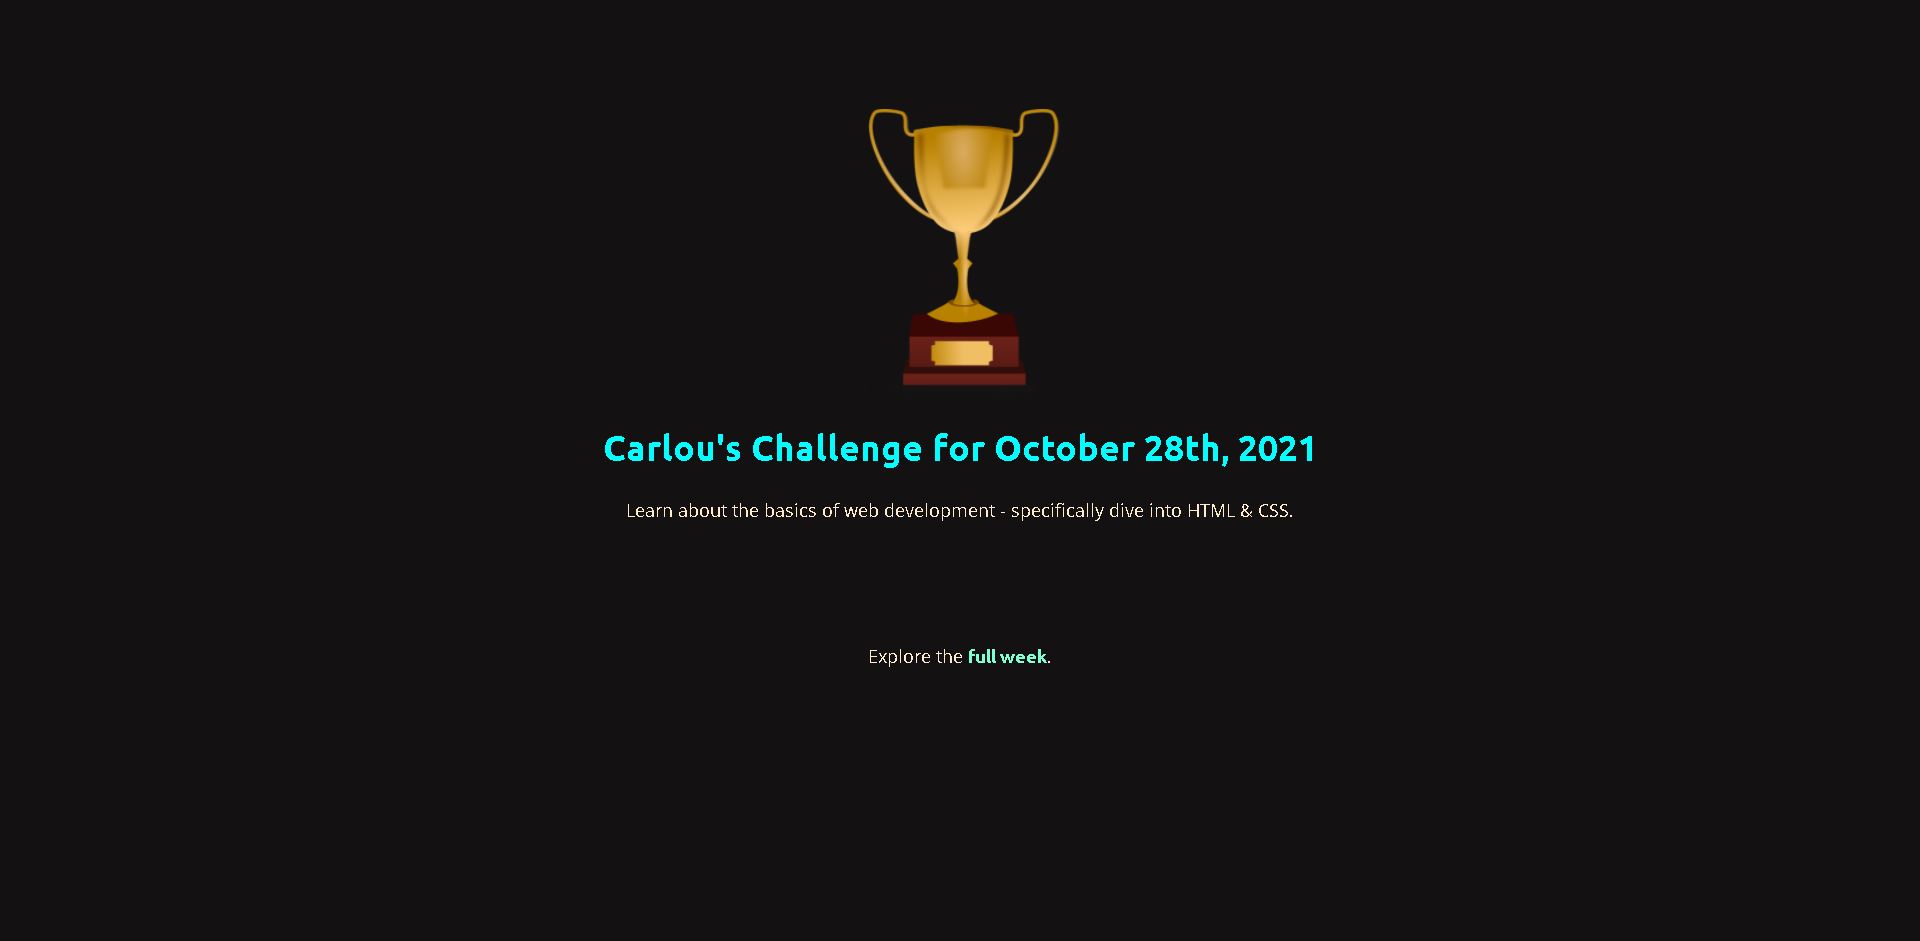 Carlou's Challenge for October 28th, 2021
Learn about the basics of web development - specifically dive into HTML & CSS.
Explore the full week.